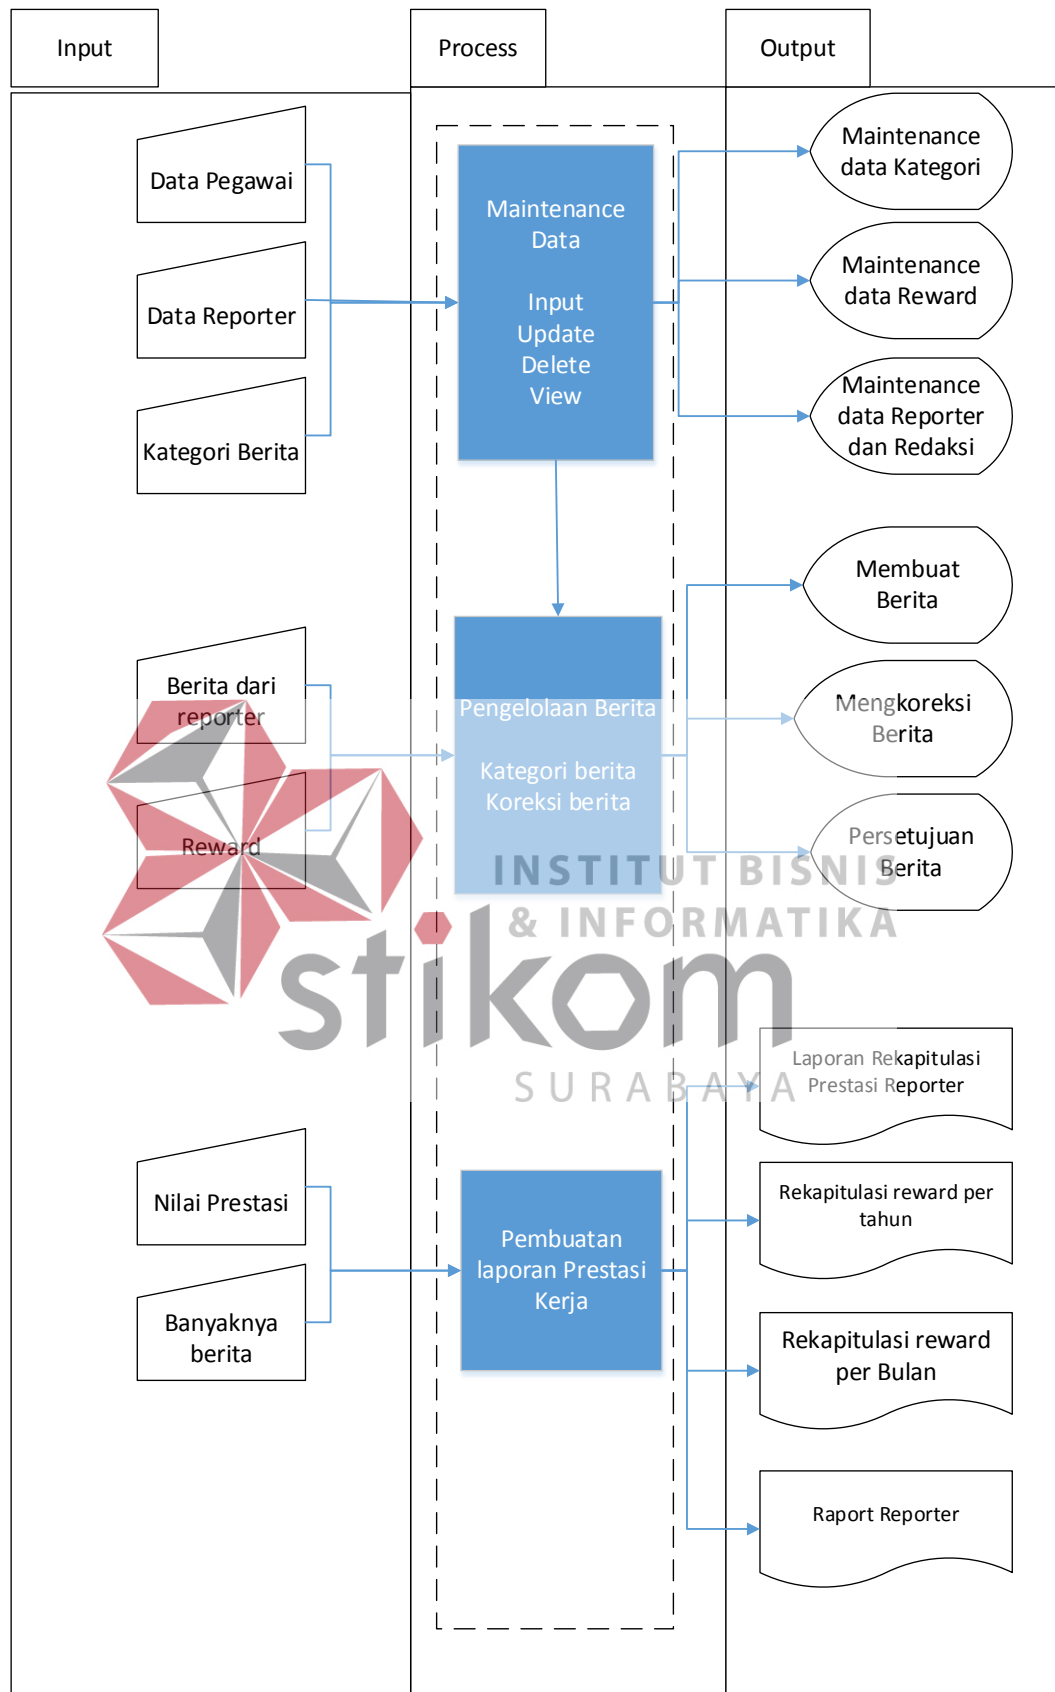 Input
Process
Output
Data Pegawai
Data Reporter
Kategori Berita
Maintenance
Data
Input
Update
Delete
View
Maintenance
data Kategori
Maintenance
data Reward
Maintenance
data Reporter
dan Redaksi
Berita dari
reporter
Reward
Pengelolaan Berita
Kategori berita
Koreksi berita
Membuat
Berita
Mengkoreksi
Berita
Persetujuan
Berita
INSTITUT BISNIS
& INFORMATIKA
stikom
SURABAYA
Nilai Prestasi
Banyaknya
berita
Pembuatan
laporan Prestasi
Kerja
Laporan Rekapitulasi
Prestasi Reporter
Rekapitulasi reward per
tahun
Rekapitulasi reward
per Bulan
Raport Reporter